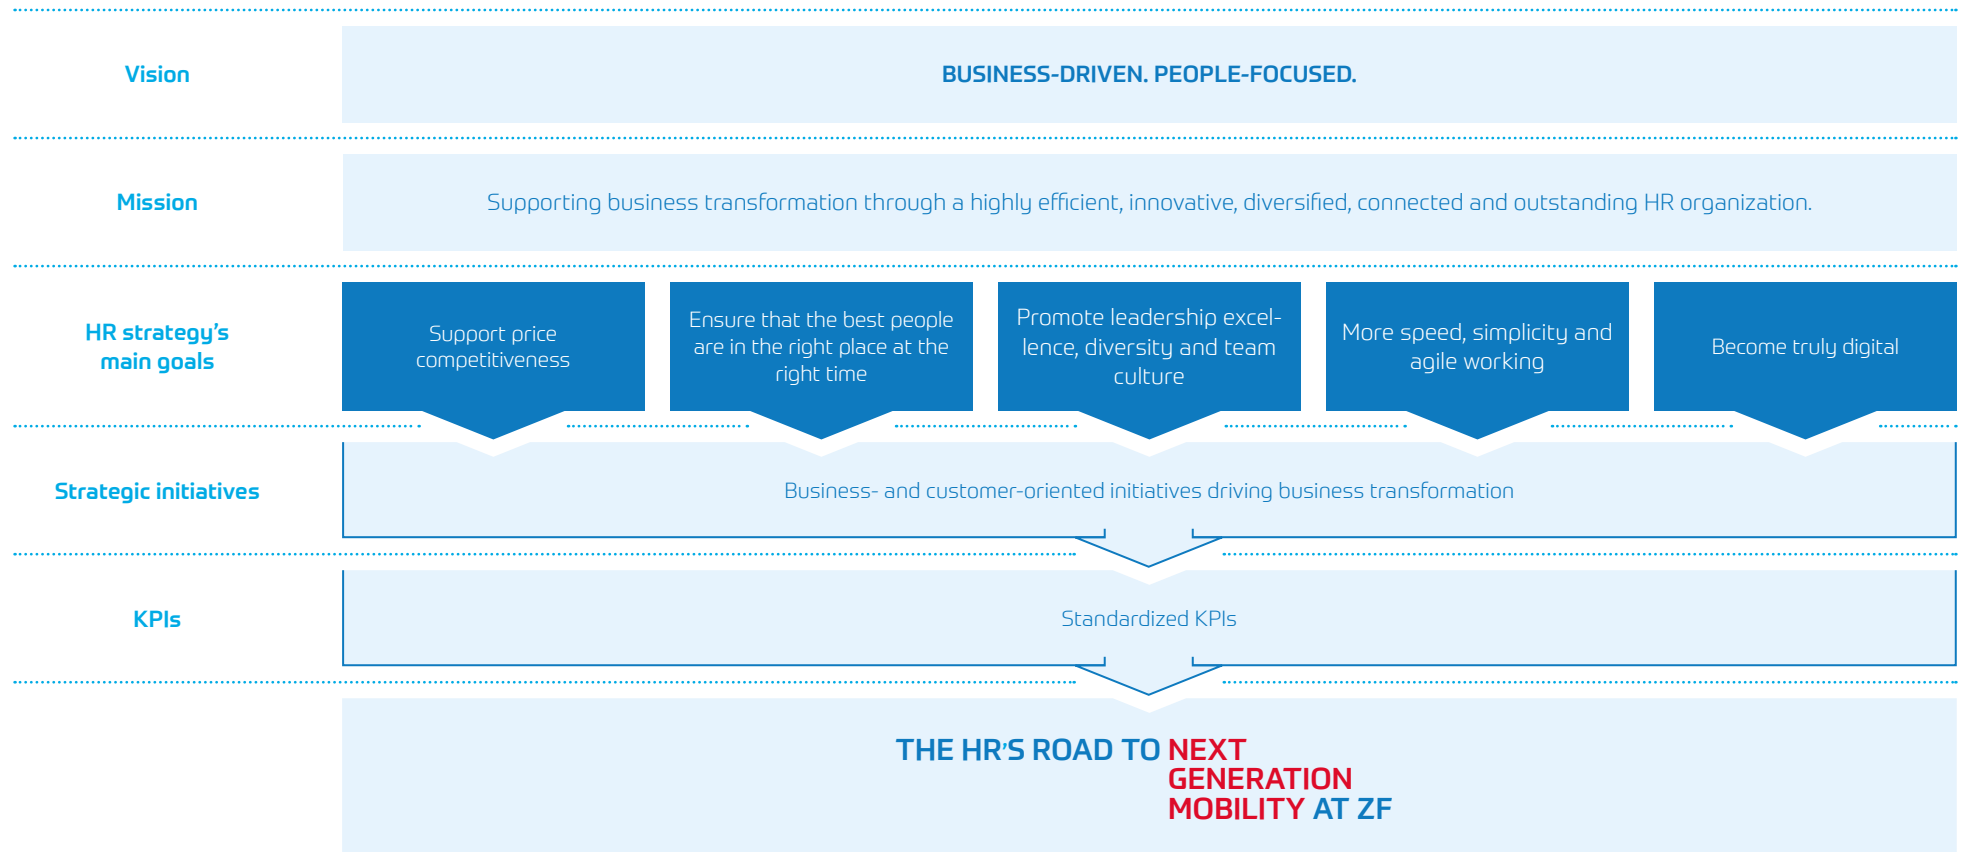 Vision
BUSINESS-DRIVEN. PEOPLE-FOCUSED.
Mission
Supporting business transformation through a highly efficient, innovative, diversified, connected and outstanding HR organization.
HR strategy's
main goals
Support price
competitiveness
Ensure that the best people
are in the right place at the
right time
Promote leadership excel-
lence, diversity and team
culture
More speed, simplicity and
agile working
Become truly digital
Strategic initiatives
Business- and customer-oriented initiatives driving business transformation
KPIs
Standardized KPIs
THE HR'S ROAD TO NEXT
GENERATION
MOBILITY AT ZF